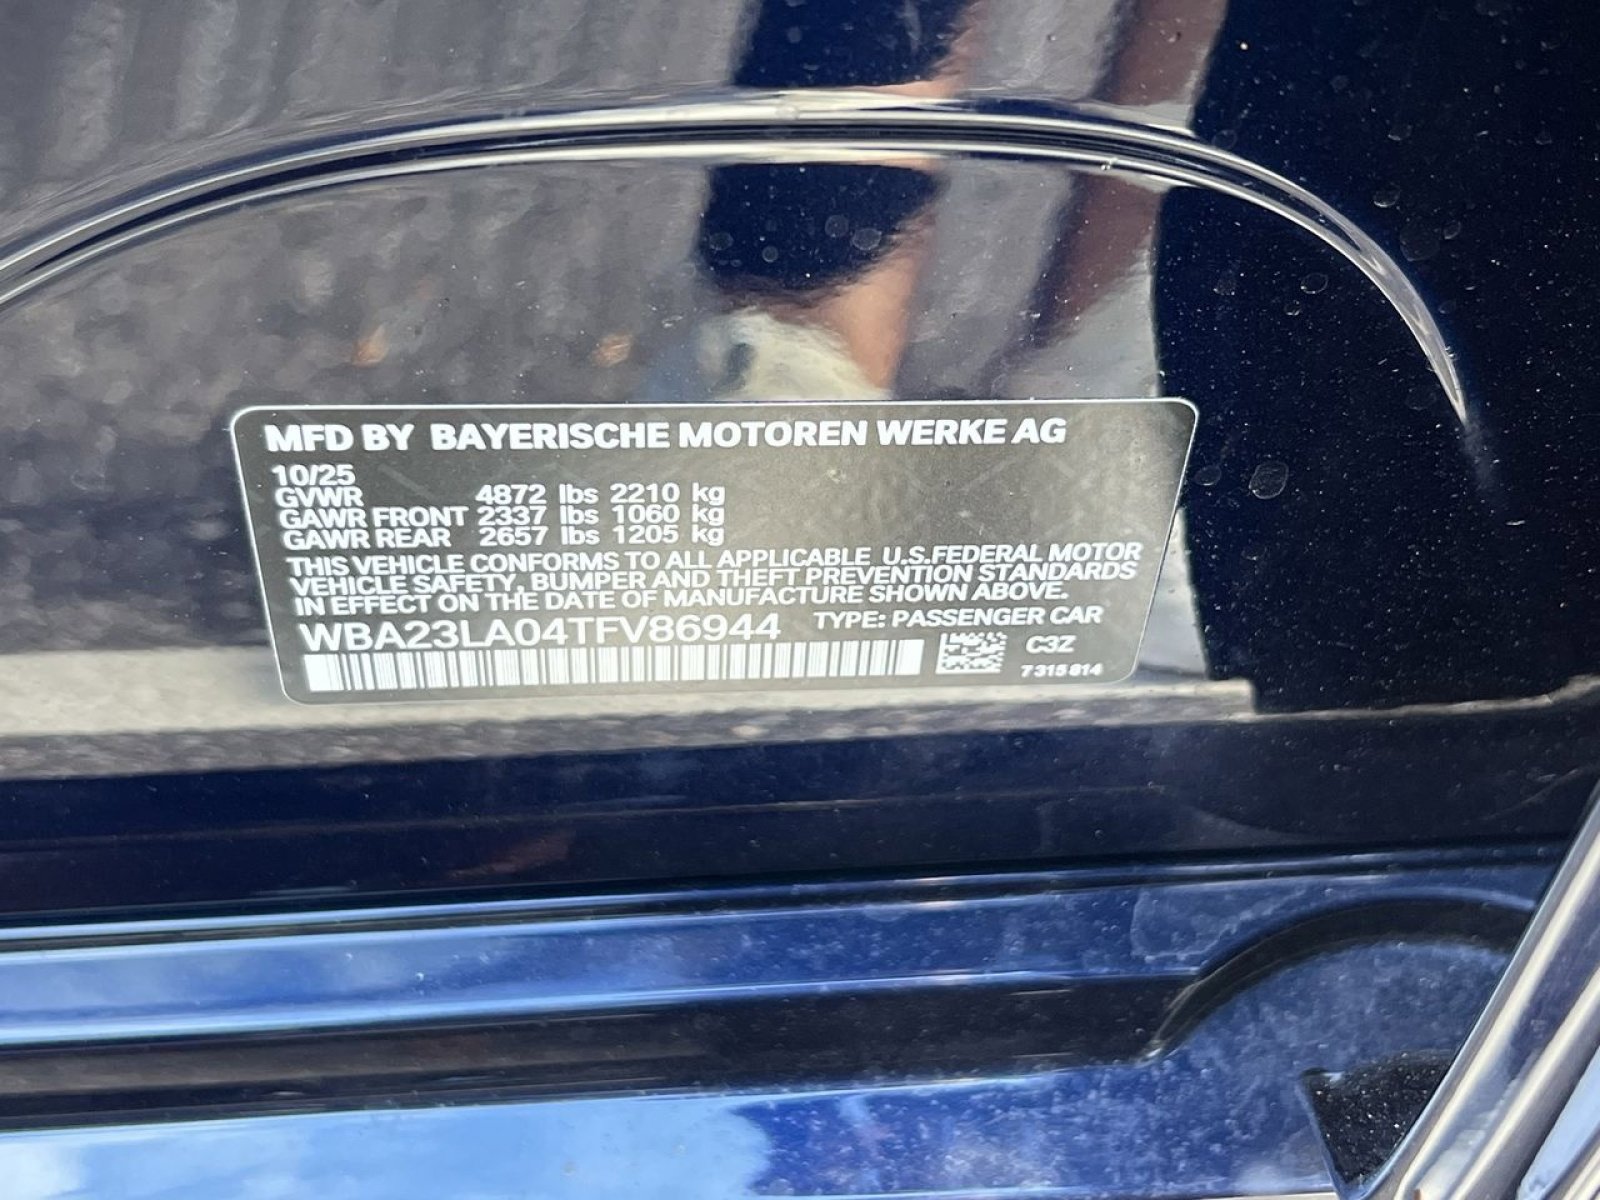 MFD BY BAYERISCHE MOTOREN WERKE AG
10/25
GVWR 4872 lbs 2210 kg
GAWR FRONT 2337 lbs 1060 kg
GAWR REAR 2657 lbs 1205 kg
THIS VEHICLE CONFORMS TO ALL APPLICABLE U.S.FEDERAL MOTOR
VEHICLE SAFETY, BUMPER AND THEFT PREVENTION STANDARDS
IN EFFECT ON THE DATE OF MANUFACTURE SHOWN ABOVE.
WBA23LA04TFV86944 TYPE: PASSENGER CAR
C3Z
7 315 814